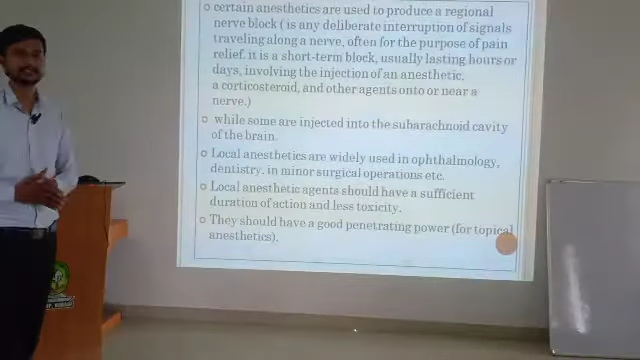 certain anesthetics are used to produce a regional
nerve block ( is any deliberate interruption of signals
traveling along a nerve, often for the purpose of pain
relief. it is a short-term block, usually lasting hours or
days, involving the injection of an anesthetic,
a corticosteroid, and other agents onto or near a
nerve.)
while some are injected into the subarachnoid cavity
of the brain.
Local anesthetics are widely used in ophthalmology,
dentistry, in minor surgical operations etc.
Local anesthetic agents should have a sufficient
duration of action and less toxicity.
They should have a good penetrating power (for topical
anesthetics).